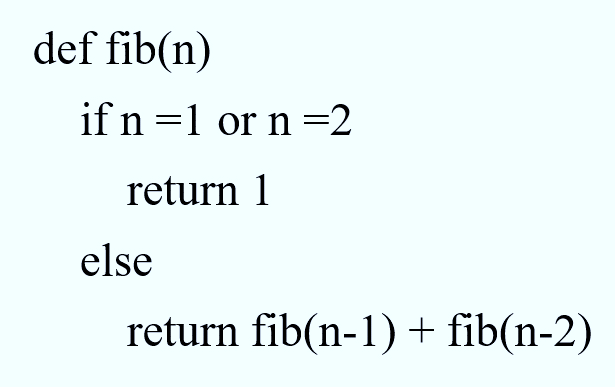 def fib(n)
if n =1 or n =2
return 1
else
return fib(n-1) + fib(n-2)